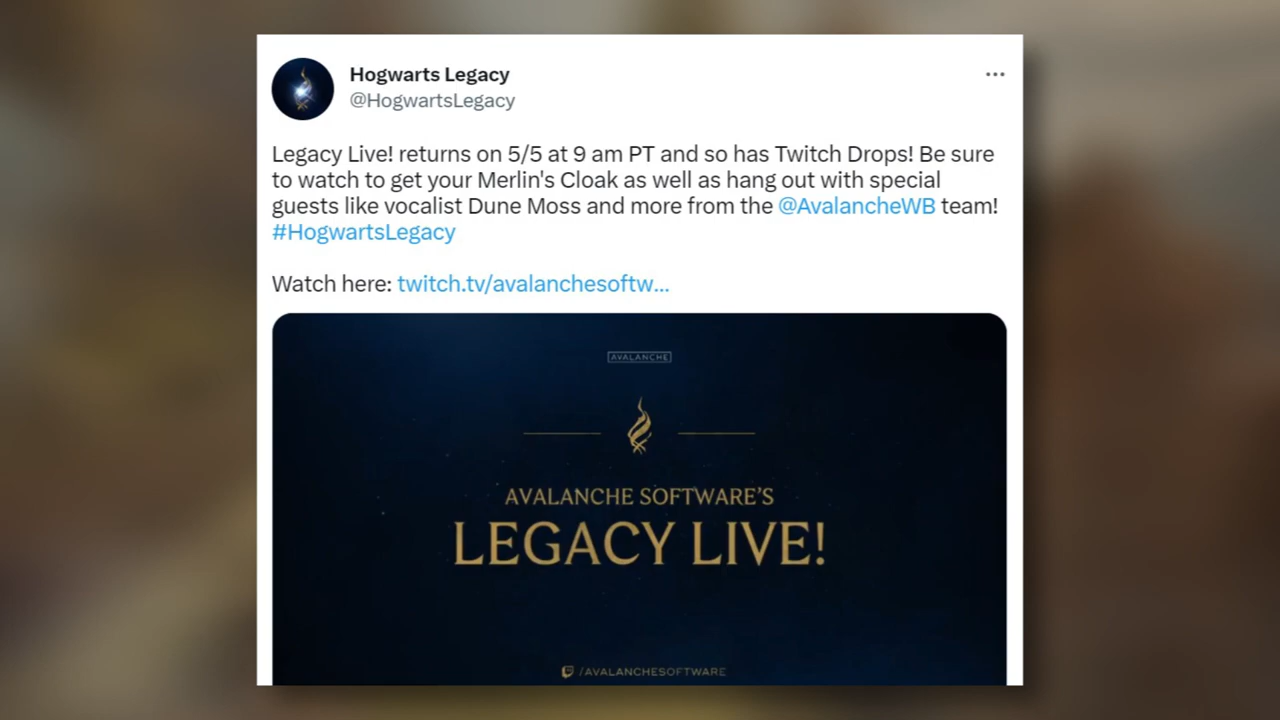 Hogwarts Legacy
@HogwartsLegacy
Legacy Live! returns on 5/5 at 9 am PT and so has Twitch Drops! Be sure
to watch to get your Merlin's Cloak as well as hang out with special
guests like vocalist Dune Moss and more from the @AvalancheWB team!
#HogwartsLegacy
Watch here: twitch.tv/avalanchesoftw...
AVALANCHE
AVALANCHE SOFTWARE'S
LEGACY LIVE!
/AVALANCHESOFTWARE